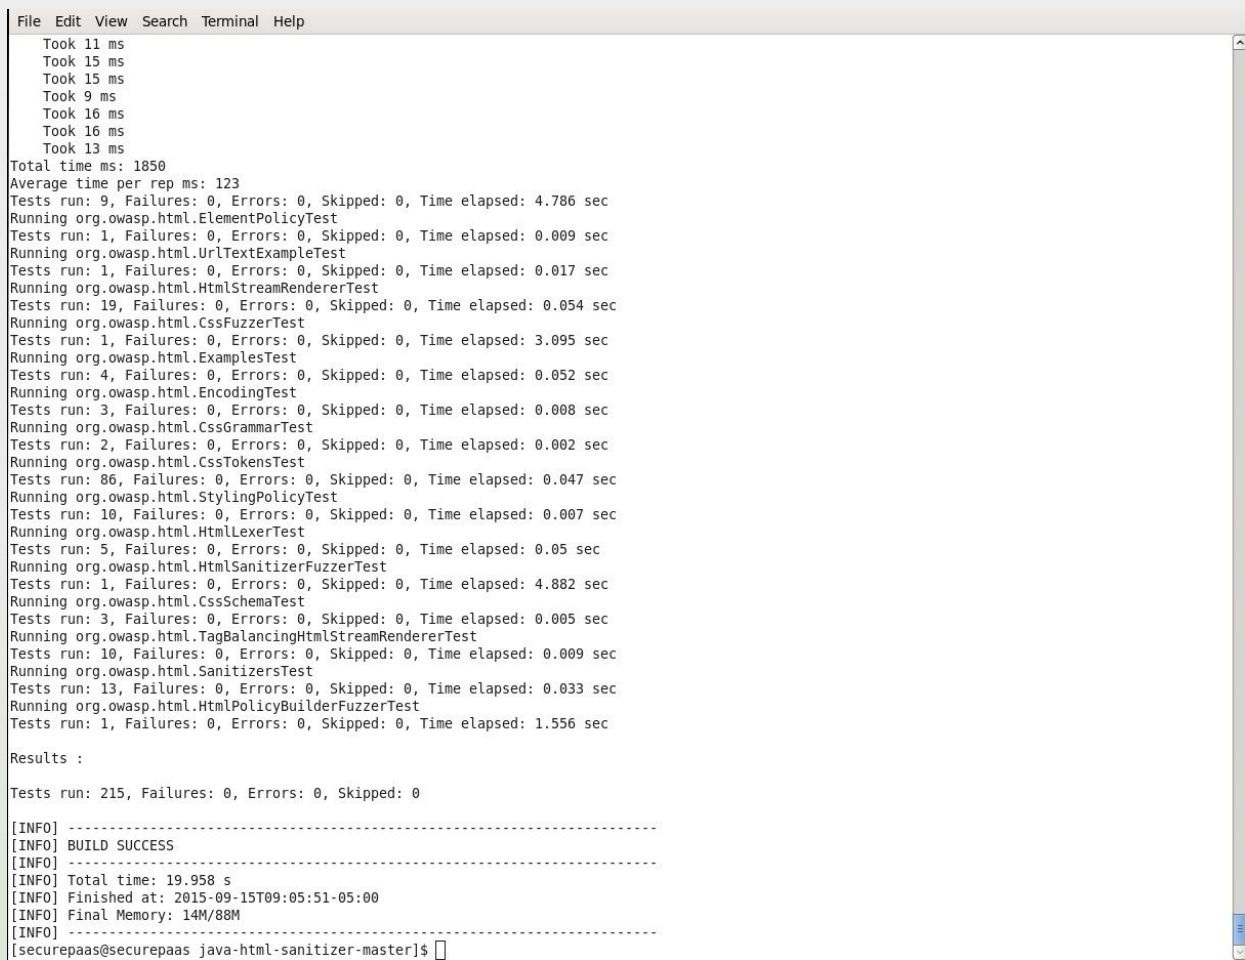 File Edit View Search Terminal Help
    Took 11 ms
    Took 15 ms
    Took 15 ms
    Took 9 ms
    Took 16 ms
    Took 16 ms
    Took 13 ms
Total time ms: 1850
Average time per rep ms: 123
Tests run: 9, Failures: 0, Errors: 0, Skipped: 0, Time elapsed: 4.786 sec
Running org.owasp.html.ElementPolicyTest
Tests run: 1, Failures: 0, Errors: 0, Skipped: 0, Time elapsed: 0.009 sec
Running org.owasp.html.UrlTextExampleTest
Tests run: 1, Failures: 0, Errors: 0, Skipped: 0, Time elapsed: 0.017 sec
Running org.owasp.html.HtmlStreamRendererTest
Tests run: 19, Failures: 0, Errors: 0, Skipped: 0, Time elapsed: 0.054 sec
Running org.owasp.html.CssFuzzerTest
Tests run: 1, Failures: 0, Errors: 0, Skipped: 0, Time elapsed: 3.095 sec
Running org.owasp.html.ExamplesTest
Tests run: 4, Failures: 0, Errors: 0, Skipped: 0, Time elapsed: 0.052 sec
Running org.owasp.html.EncodingTest
Tests run: 3, Failures: 0, Errors: 0, Skipped: 0, Time elapsed: 0.008 sec
Running org.owasp.html.CssGrammarTest
Tests run: 2, Failures: 0, Errors: 0, Skipped: 0, Time elapsed: 0.002 sec
Running org.owasp.html.CssTokensTest
Tests run: 86, Failures: 0, Errors: 0, Skipped: 0, Time elapsed: 0.047 sec
Running org.owasp.html.StylingPolicyTest
Tests run: 10, Failures: 0, Errors: 0, Skipped: 0, Time elapsed: 0.007 sec
Running org.owasp.html.HtmlLexerTest
Tests run: 5, Failures: 0, Errors: 0, Skipped: 0, Time elapsed: 0.05 sec
Running org.owasp.html.HtmlSanitizerFuzzerTest
Tests run: 1, Failures: 0, Errors: 0, Skipped: 0, Time elapsed: 4.882 sec
Running org.owasp.html.CssSchemaTest
Tests run: 3, Failures: 0, Errors: 0, Skipped: 0, Time elapsed: 0.005 sec
Running org.owasp.html.TagBalancingHtmlStreamRendererTest
Tests run: 10, Failures: 0, Errors: 0, Skipped: 0, Time elapsed: 0.009 sec
Running org.owasp.html.SanitizersTest
Tests run: 13, Failures: 0, Errors: 0, Skipped: 0, Time elapsed: 0.033 sec
Running org.owasp.html.HtmlPolicyBuilderFuzzerTest
Tests run: 1, Failures: 0, Errors: 0, Skipped: 0, Time elapsed: 1.556 sec

Results :

Tests run: 215, Failures: 0, Errors: 0, Skipped: 0

[INFO] ------------------------------------------------------------------------
[INFO] BUILD SUCCESS
[INFO] ------------------------------------------------------------------------
[INFO] Total time: 19.958 s
[INFO] Finished at: 2015-09-15T09:05:51-05:00
[INFO] Final Memory: 14M/88M
[INFO] ------------------------------------------------------------------------
[securepaas@securepaas java-html-sanitizer-master]$